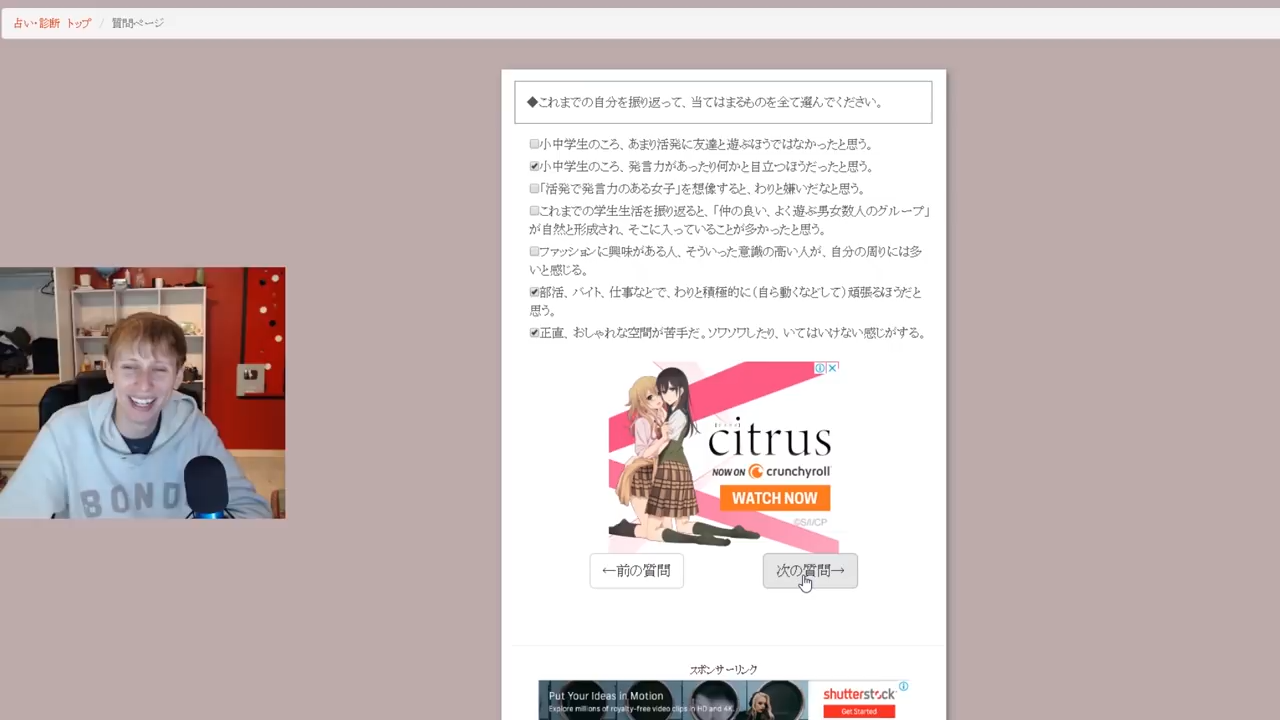 占い・診断 トップ / 質問ページ
◆これまでの自分を振り返って、当てはまるものを全て選んでください。
小中学生のころ、あまり活発に友達と遊ぶほうではなかったと思う。
小中学生のころ、発言力があったり何かと目立つほうだったと思う。
「活発で発言力のある女子」を想像すると、わりと嫌いだなと思う。
これまでの学生生活を振り返ると、「仲の良い、よく遊ぶ男女数人のグループ」
が自然と形成され、そこに入っていることが多かったと思う。
ファッションに興味がある人、そういった意識の高い人が、自分の周りには多
いと感じる。
部活、バイト、仕事などで、わりと積極的に（自ら動くなどして）頑張るほうだと
思う。
正直、おしゃれな空間が苦手だ。ソワソワしたり、いてはいけない感じがする。
citrus
NOW ON crunchyroll
WATCH NOW
©S/I/CP
←前の質問
次の質問→
BOND
スポンサーリンク
Put Your Ideas in Motion
Explore millions of royalty-free video clips in HD and 4K.
shutterstock
Get Started